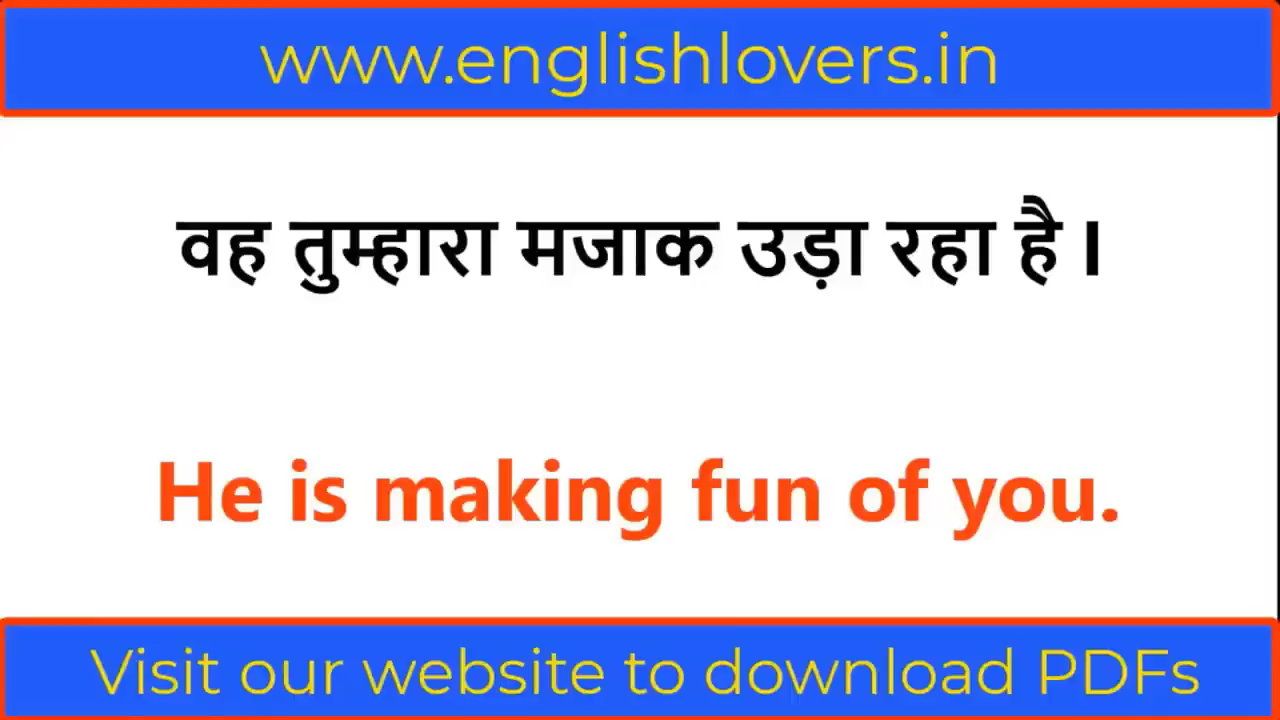 www.englishlovers.in
वह तुम्हारा मजाक उड़ा रहा है ।
He is making fun of you.
Visit our website to download PDFs